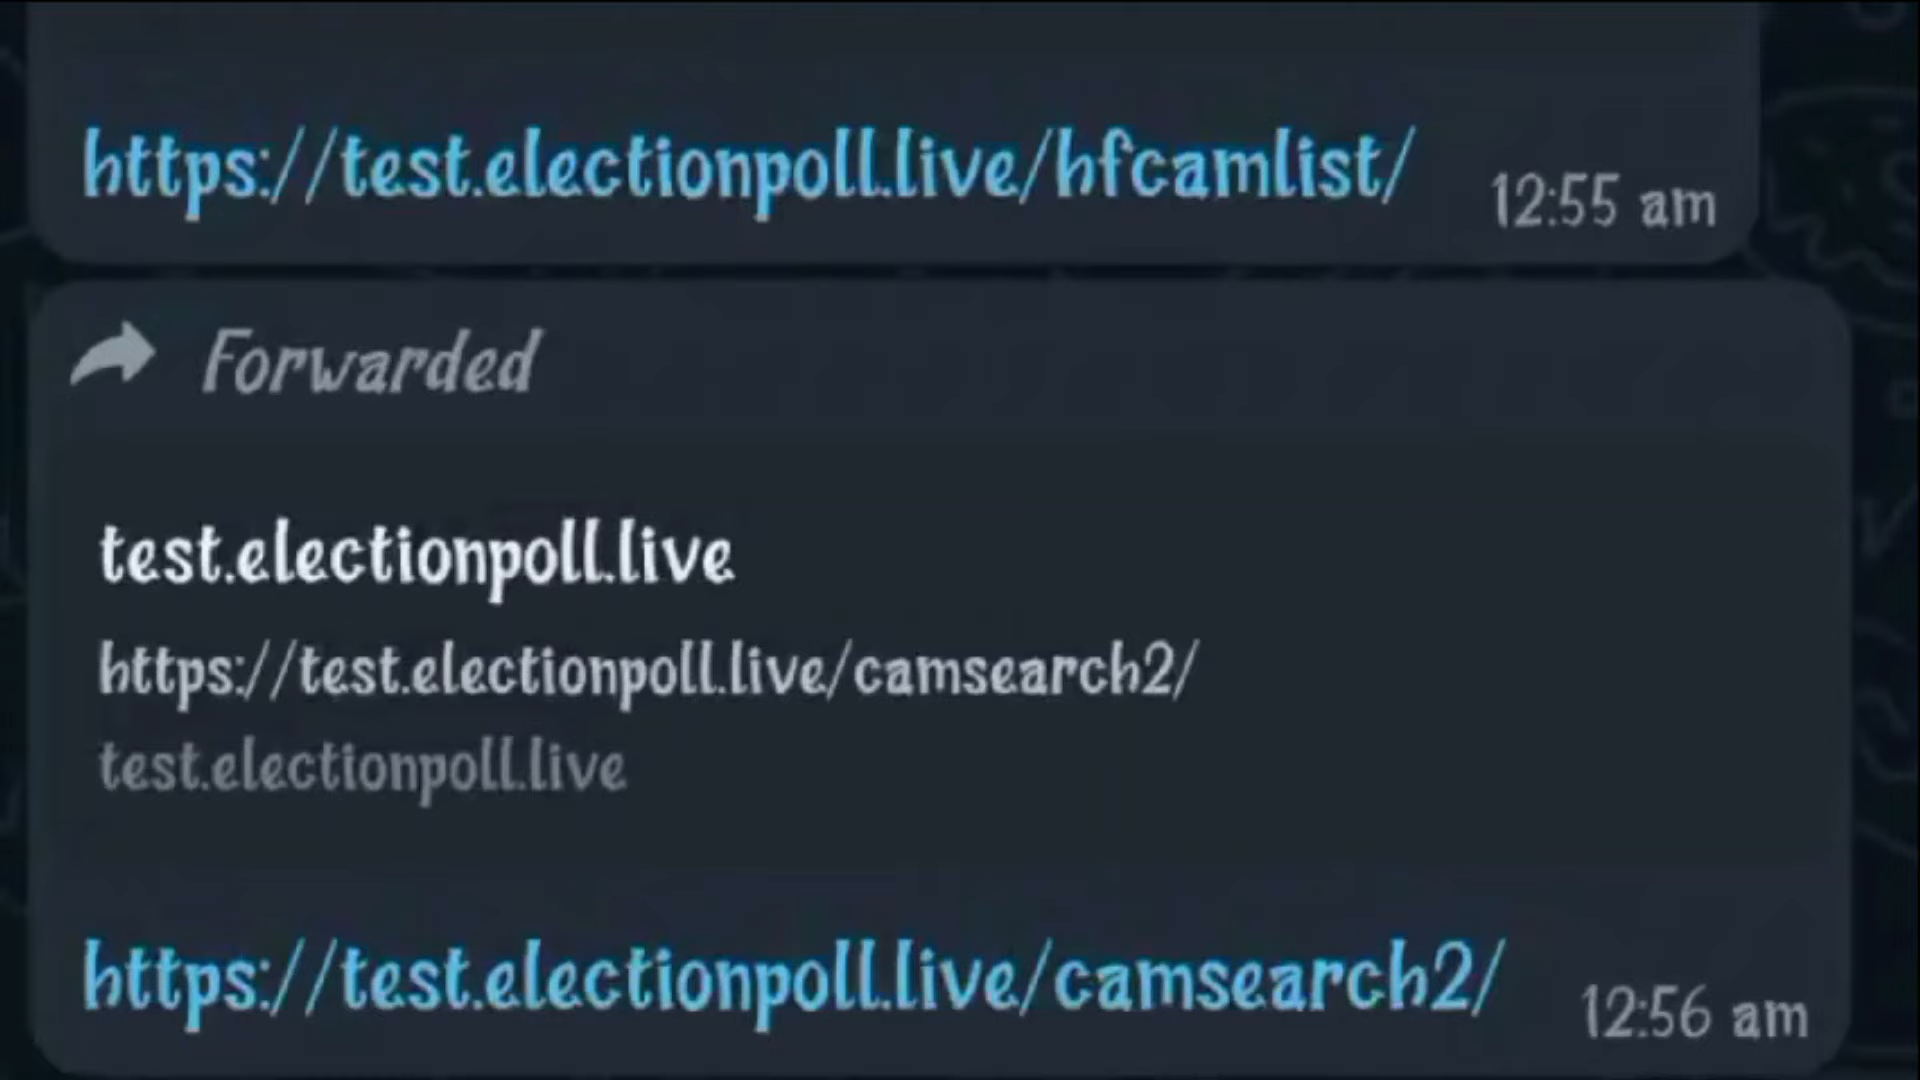 https://test.electionpoll.live/hfcamlist/
12:55 am
Forwarded
test.electionpoll.live
https://test.electionpoll.live/camsearch2/
test.electionpoll.live
https://test.electionpoll.live/camsearch2/
12:56 am